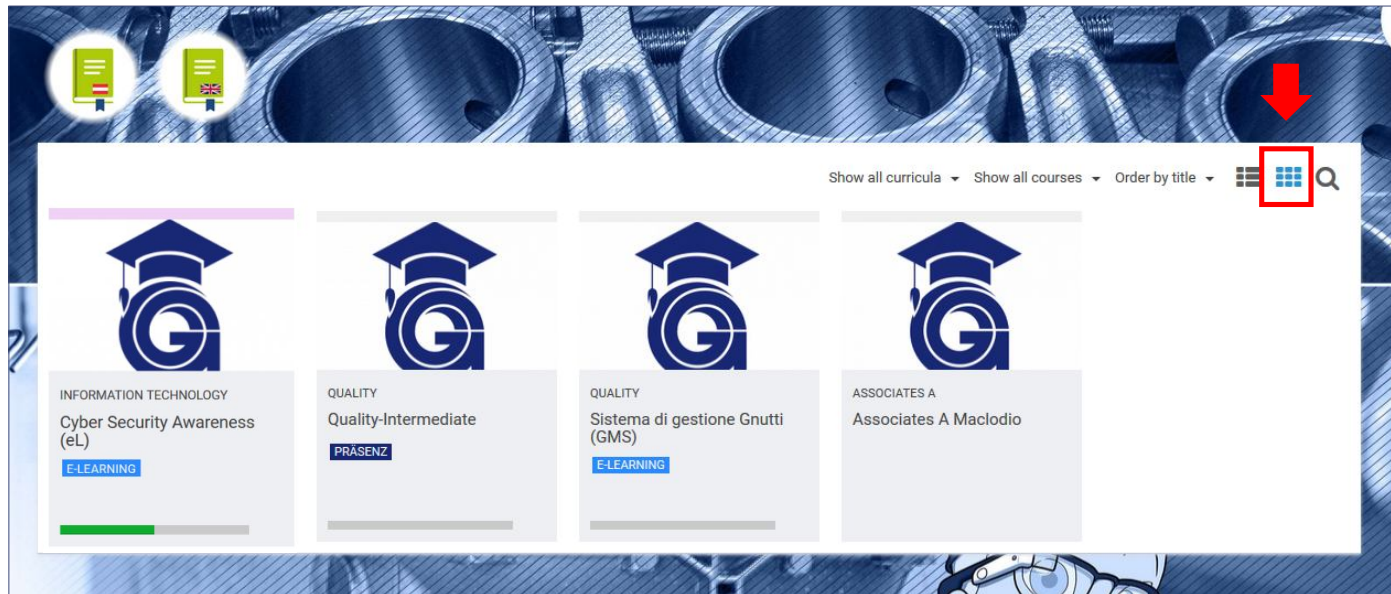 Show all curricula Show all courses Order by title
INFORMATION TECHNOLOGY
Cyber Security Awareness
(eL)
E-LEARNING
QUALITY
Quality-Intermediate
PRÄSENZ
QUALITY
Sistema di gestione Gnutti
(GMS)
E-LEARNING
ASSOCIATES A
Associates A Maclodio